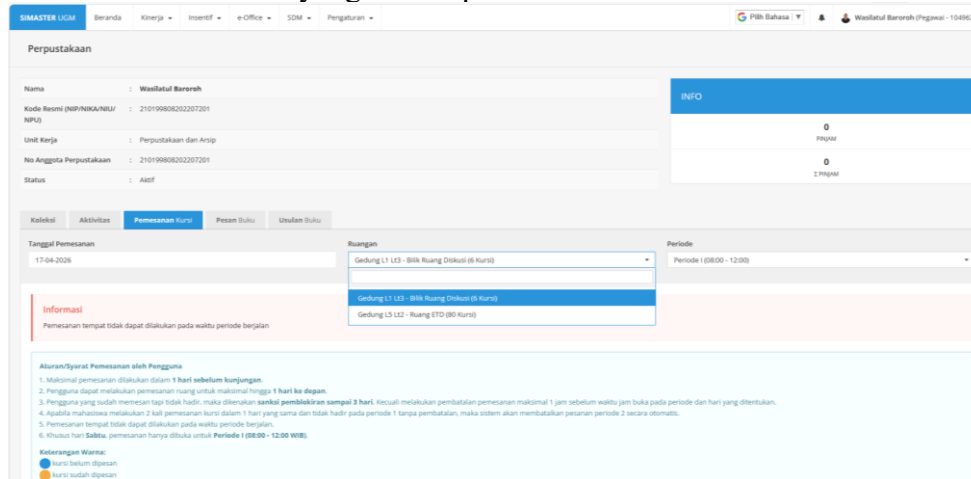 SIMASTER UGM Beranda Kinerja Insentif e-Office SDM Pengaturan Pilih Bahasa Wasilatul Baroroh (Pegawai - 10496
Perpustakaan
Nama : Wasilatul Baroroh
Kode Resmi (NIP/NIKA/NIU/NPU) : 210199808202207201
Unit Kerja : Perpustakaan dan Arsip
No Anggota Perpustakaan : 210199808202207201
Status : Aktif
INFO
0
PINJAM
0
Σ PINJAM
Koleksi Aktivitas Pemesanan Kursi Pesan Buku Usulan Buku
Tanggal Pemesanan Ruangan Periode
17-04-2026 Gedung L1 Lt3 - Bilik Ruang Diskusi (6 Kursi) Periode I (08:00 - 12:00)
Gedung L1 Lt3 - Bilik Ruang Diskusi (6 Kursi)
Gedung L5 Lt2 - Ruang ETD (80 Kursi)
Informasi
Pemesanan tempat tidak dapat dilakukan pada waktu periode berjalan
Aturan/Syarat Pemesanan oleh Pengguna
1. Maksimal pemesanan dilakukan dalam 1 hari sebelum kunjungan.
2. Pengguna dapat melakukan pemesanan ruang untuk maksimal hingga 1 hari ke depan.
3. Pengguna yang sudah memesan tapi tidak hadir, maka dikenakan sanksi pemblokiran sampai 3 hari. Kecuali melakukan pembatalan pemesanan maksimal 1 jam sebelum waktu jam buka pada periode dan hari yang ditentukan.
4. Apabila mahasiswa melakukan 2 kali pemesanan kursi dalam 1 hari yang sama dan tidak hadir pada periode 1 tanpa pembatalan, maka sistem akan membatalkan pesanan periode 2 secara otomatis.
5. Pemesanan tempat tidak dapat dilakukan pada waktu periode berjalan.
6. Khusus hari Sabtu, pemesanan hanya dibuka untuk Periode I (08:00 - 12:00 WIB).
Keterangan Warna:
kursi belum dipesan
kursi sudah dipesan